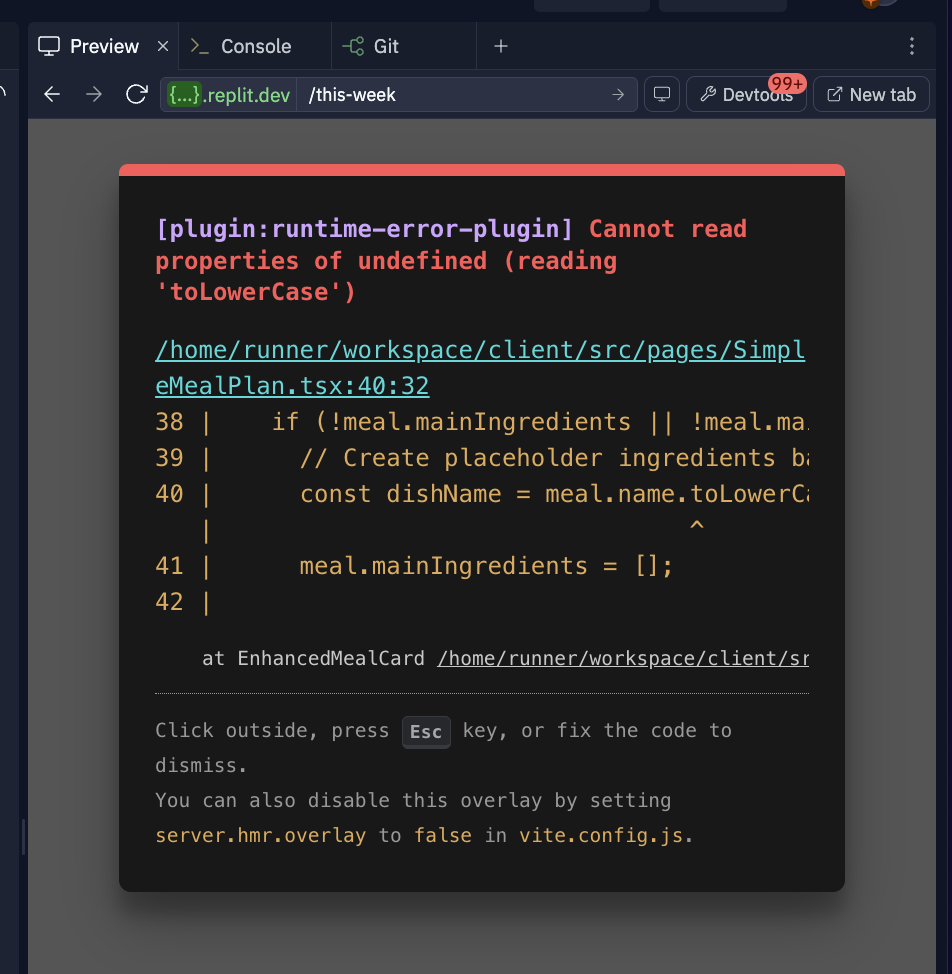 Preview × Console Git +
{...}.replit.dev /this-week Devtools 99+ New tab
[plugin:runtime-error-plugin] Cannot read
properties of undefined (reading
'toLowerCase')
/home/runner/workspace/client/src/pages/Simpl
eMealPlan.tsx:40:32
38 | if (!meal.mainIngredients || !meal.ma
39 | // Create placeholder ingredients ba
40 | const dishName = meal.name.toLowerCa
| ^
41 | meal.mainIngredients = [];
42 |
at EnhancedMealCard /home/runner/workspace/client/sr
Click outside, press Esc key, or fix the code to
dismiss.
You can also disable this overlay by setting
server.hmr.overlay to false in vite.config.js.